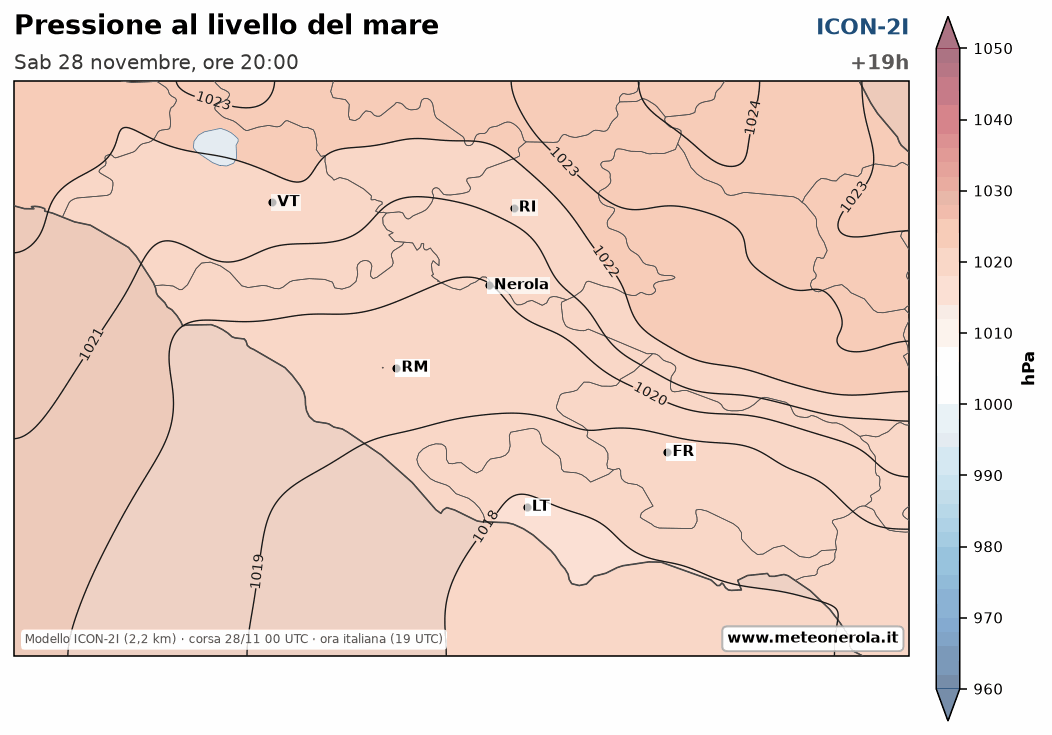 Pressione al livello del mare
ICON-2I
Sab 28 novembre, ore 20:00
+19h
1023
1024
1023
1023
VT
RI
1022
Nerola
1021
RM
1020
FR
LT
1018
1019
Modello ICON-2I (2,2 km) · corsa 28/11 00 UTC · ora italiana (19 UTC)
www.meteonerola.it
1050
1040
1030
1020
1010
1000
990
980
970
960
hPa